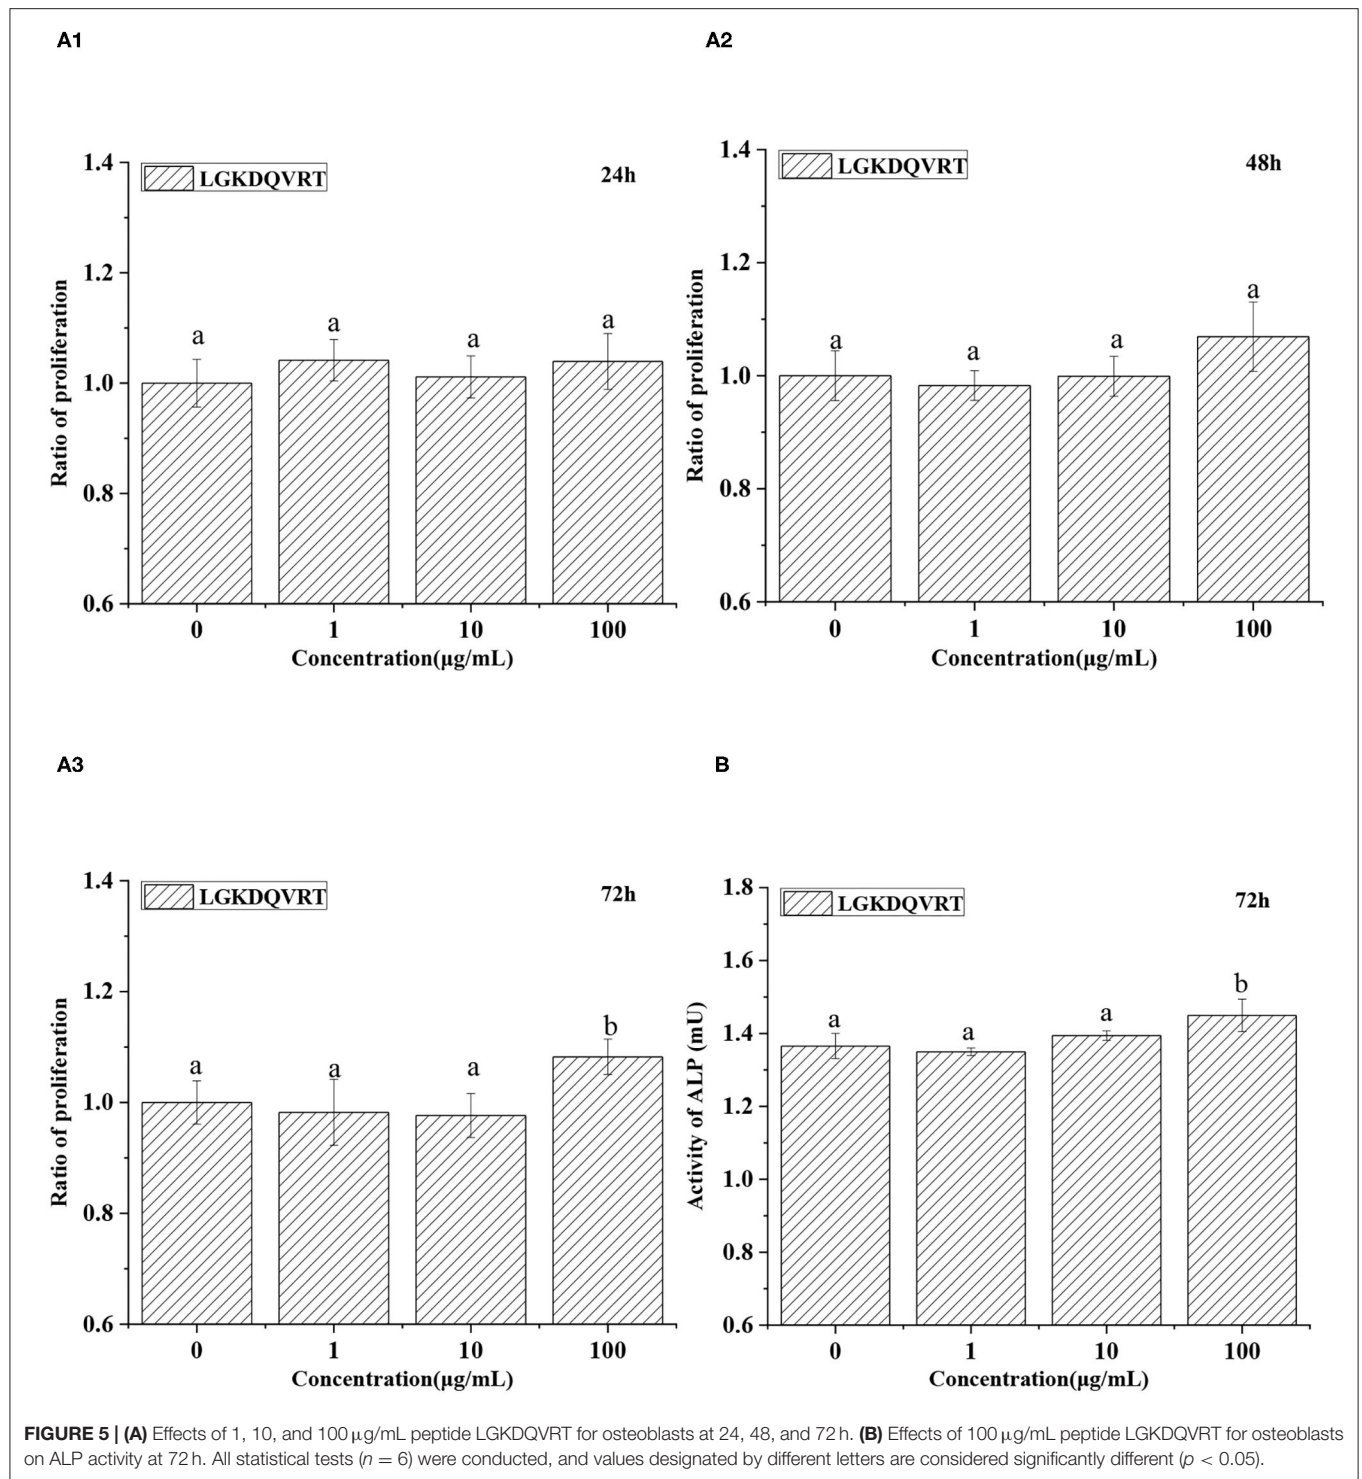 A1
A2
1.4
1.2
1.0
0.8
0.6
Ratio of proliferation
LGKDQVRT
24h
a
a
a
a
0 1 10 100
Concentration(μg/mL)
1.4
1.2
1.0
0.8
0.6
Ratio of proliferation
LGKDQVRT
48h
a
a
a
a
0 1 10 100
Concentration(μg/mL)
A3
B
1.4
1.2
1.0
0.8
0.6
Ratio of proliferation
LGKDQVRT
72h
a
a
a
b
0 1 10 100
Concentration(μg/mL)
1.8
1.6
1.4
1.2
1.0
0.8
0.6
Activity of ALP (mU)
LGKDQVRT
72h
a
a
a
b
0 1 10 100
Concentration(μg/mL)
FIGURE 5 | (A) Effects of 1, 10, and 100 μg/mL peptide LGKDQVRT for osteoblasts at 24, 48, and 72 h. (B) Effects of 100 μg/mL peptide LGKDQVRT for osteoblasts
on ALP activity at 72 h. All statistical tests (n = 6) were conducted, and values designated by different letters are considered significantly different (p < 0.05).